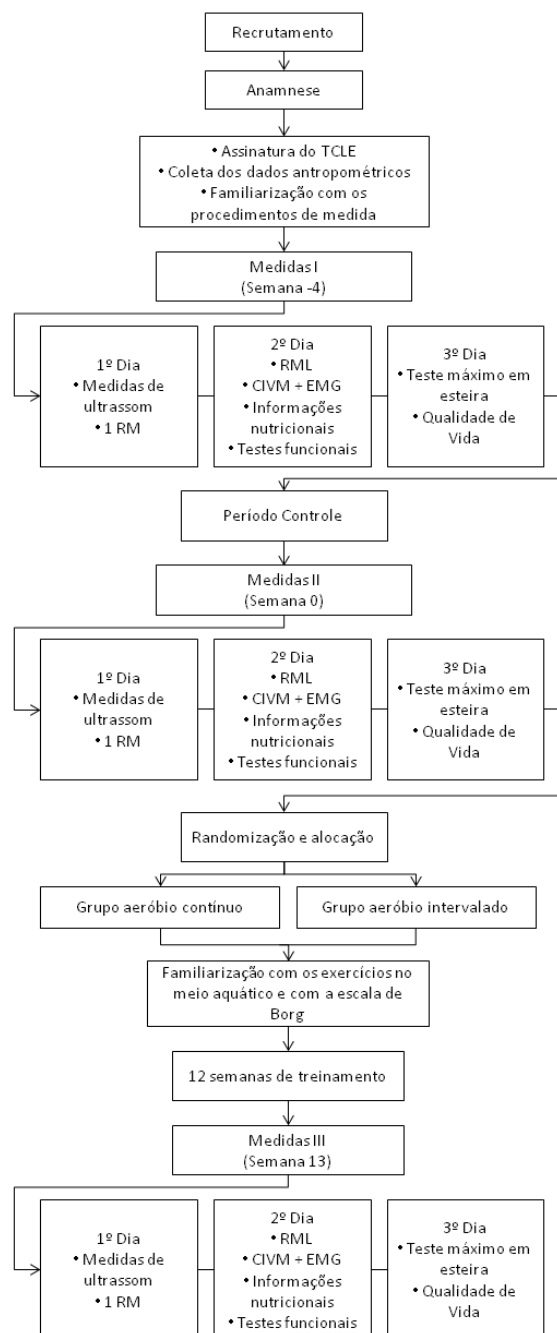 Recrutamento
Anamnese
• Assinatura do TCLE
• Coleta dos dados antropométricos
• Familiarização com os
procedimentos de medida
Medidas I
(Semana -4)
1º Dia
• Medidas de
ultrassom
• 1 RM
2º Dia
• RML
• CIVM + EMG
• Informações
nutricionais
• Testes funcionais
3º Dia
• Teste máximo em
esteira
• Qualidade de
Vida
Período Controle
Medidas II
(Semana 0)
1º Dia
• Medidas de
ultrassom
• 1 RM
2º Dia
• RML
• CIVM + EMG
• Informações
nutricionais
• Testes funcionais
3º Dia
• Teste máximo em
esteira
• Qualidade de
Vida
Randomização e alocação
Grupo aeróbio contínuo
Grupo aeróbio intervalado
Familiarização com os exercícios no
meio aquático e com a escala de
Borg
12 semanas de treinamento
Medidas III
(Semana 13)
1º Dia
• Medidas de
ultrassom
• 1 RM
2º Dia
• RML
• CIVM + EMG
• Informações
nutricionais
• Testes funcionais
3º Dia
• Teste máximo em
esteira
• Qualidade de
Vida